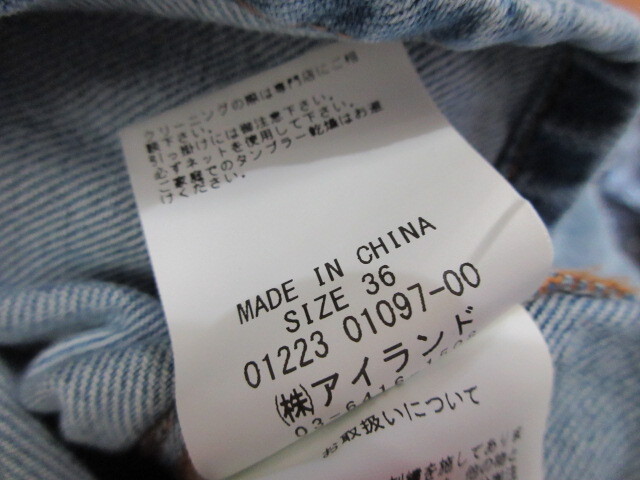 クリーニングの際は専門店にご相
談下さい。
引っ掛けには御注意下さい。
必ずネットを使用して下さい。
ご家庭でのタンブラー乾燥はお避
けください。
MADE IN CHINA
SIZE 36
01223 01097-00
(株)アイランド
03-6416-
お取扱いについて